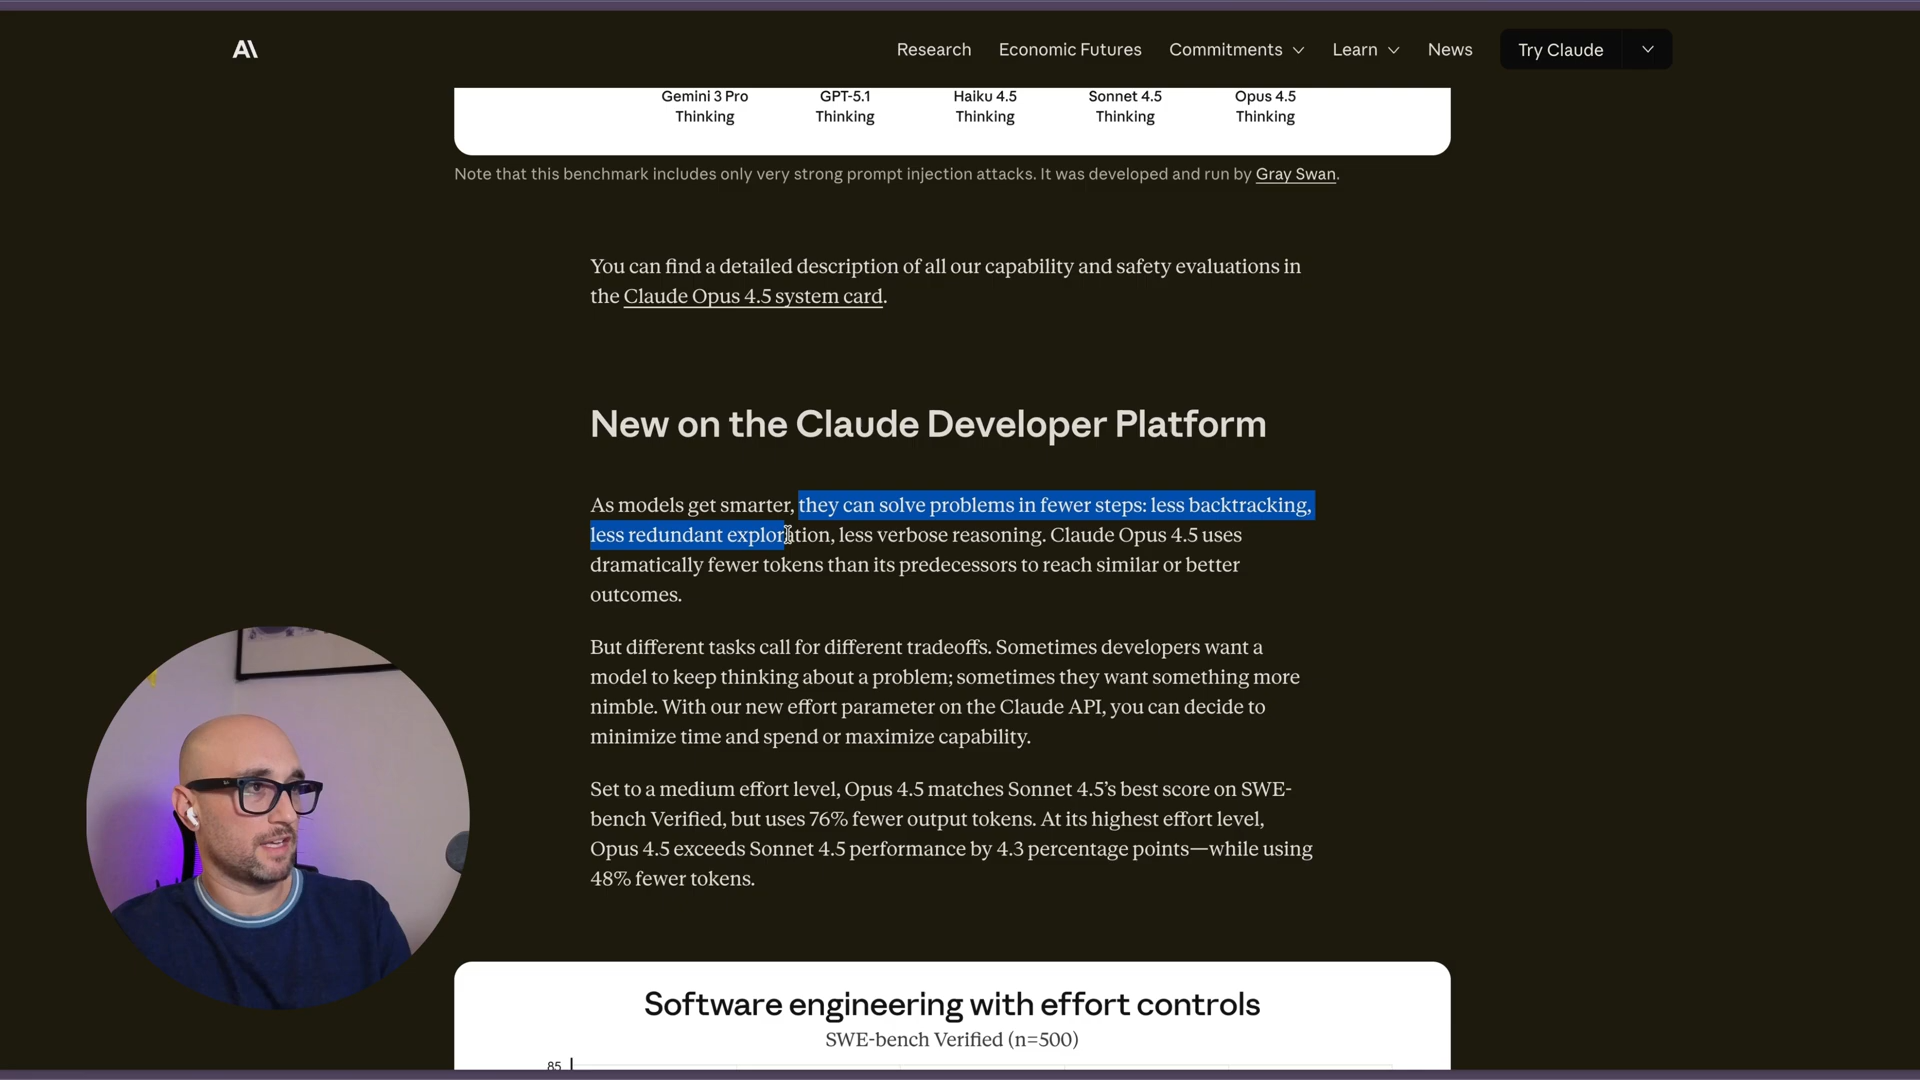 A\
Research
Economic Futures
Commitments
Learn
News
Try Claude
Gemini 3 Pro
Thinking
GPT-5.1
Thinking
Haiku 4.5
Thinking
Sonnet 4.5
Thinking
Opus 4.5
Thinking
Note that this benchmark includes only very strong prompt injection attacks. It was developed and run by Gray Swan.
You can find a detailed description of all our capability and safety evaluations in
the Claude Opus 4.5 system card.
New on the Claude Developer Platform
As models get smarter, they can solve problems in fewer steps: less backtracking,
less redundant exploration, less verbose reasoning. Claude Opus 4.5 uses
dramatically fewer tokens than its predecessors to reach similar or better
outcomes.
But different tasks call for different tradeoffs. Sometimes developers want a
model to keep thinking about a problem; sometimes they want something more
nimble. With our new effort parameter on the Claude API, you can decide to
minimize time and spend or maximize capability.
Set to a medium effort level, Opus 4.5 matches Sonnet 4.5’s best score on SWE-
bench Verified, but uses 76% fewer output tokens. At its highest effort level,
Opus 4.5 exceeds Sonnet 4.5 performance by 4.3 percentage points—while using
48% fewer tokens.
Software engineering with effort controls
SWE-bench Verified (n=500)
85